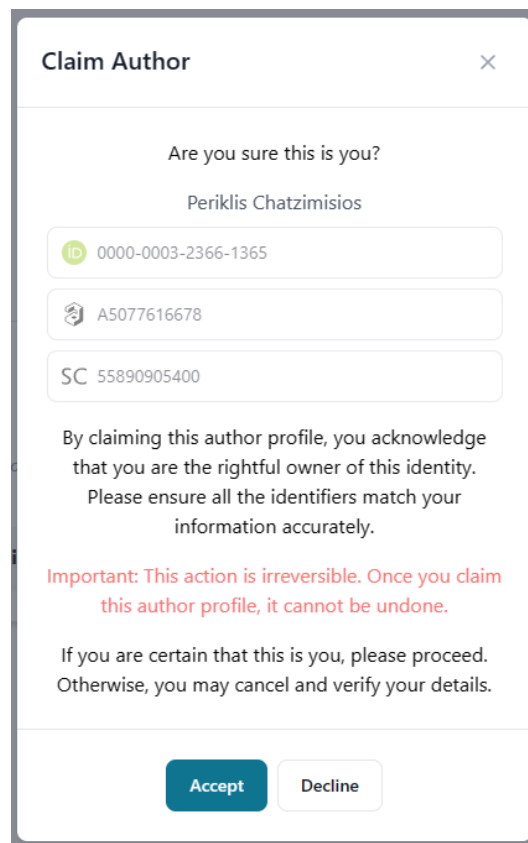 Claim Author
Are you sure this is you?
Periklis Chatzimisios
iD 0000-0003-2366-1365
A5077616678
SC 55890905400
By claiming this author profile, you acknowledge
that you are the rightful owner of this identity.
Please ensure all the identifiers match your
information accurately.
Important: This action is irreversible. Once you claim
this author profile, it cannot be undone.
If you are certain that this is you, please proceed.
Otherwise, you may cancel and verify your details.
Accept Decline